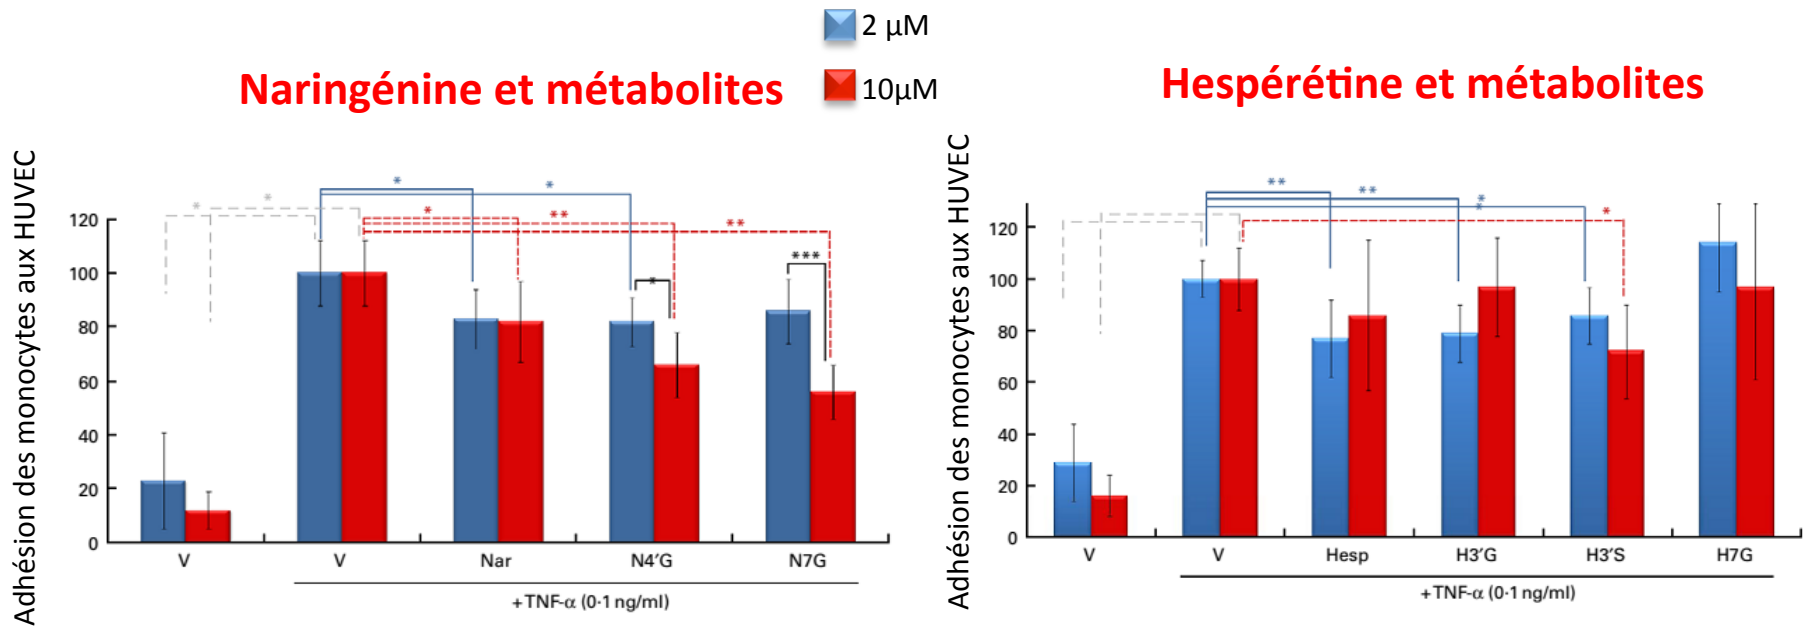 2 µM
10µM
Naringénine et métabolites
Hespérétine et métabolites
Adhésion des monocytes aux HUVEC
120
100
80
60
40
20
0
* * * * * ** ** * ***
V V Nar N4′G N7G
+TNF-α (0·1 ng/ml)
Adhésion des monocytes aux HUVEC
120
100
80
60
40
20
0
** ** * * *
V V Hesp H3′G H3′S H7G
+TNF-α (0·1 ng/ml)